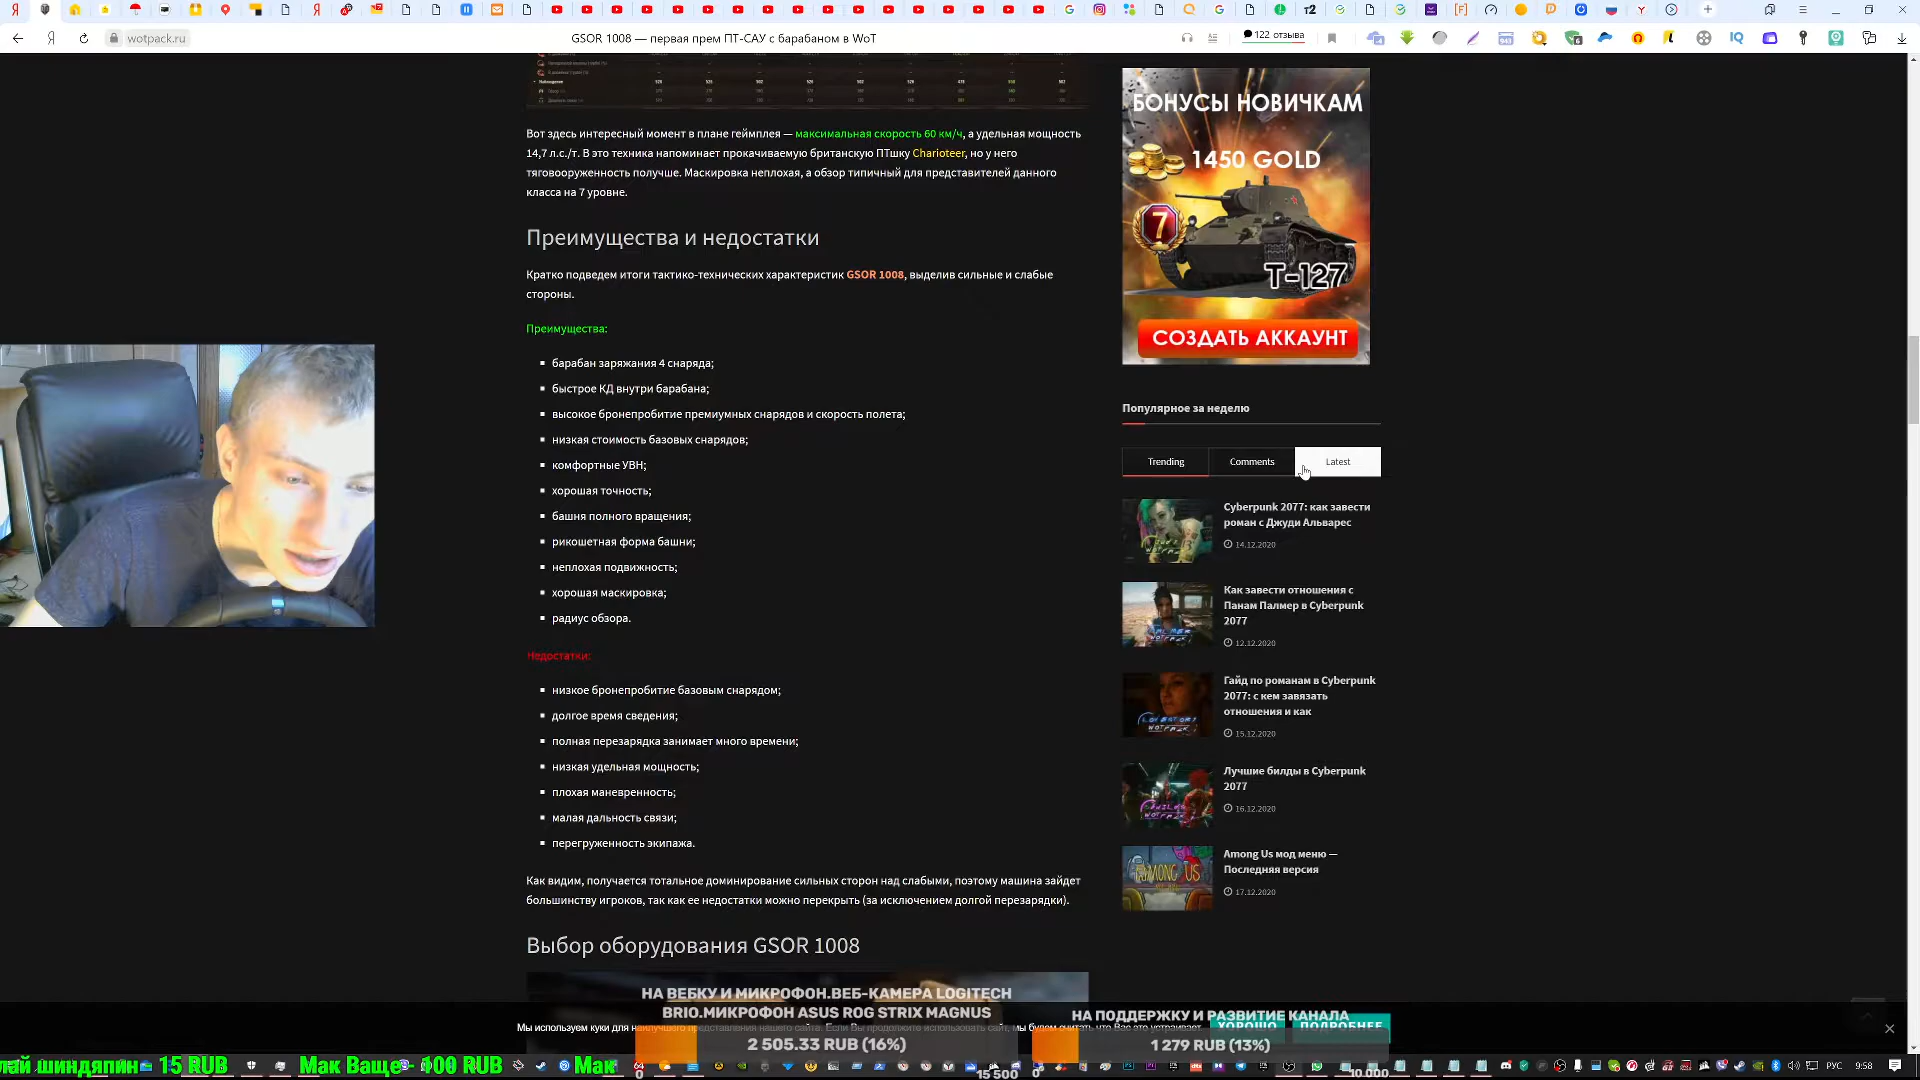 wotpack.ru
GSOR 1008 — первая прем ПТ-САУ с барабаном в WoT
122 отзыва
Вот здесь интересный момент в плане геймплея — максимальная скорость 60 км/ч, а удельная мощность
14,7 л.с./т. В это техника напоминает прокачиваемую британскую ПТшку Charioteer, но у него
тяговооруженность получше. Маскировка неплохая, а обзор типичный для представителей данного
класса на 7 уровне.
Преимущества и недостатки
Кратко подведем итоги тактико-технических характеристик GSOR 1008, выделив сильные и слабые
стороны.
Преимущества:
барабан заряжания 4 снаряда;
быстрое КД внутри барабана;
высокое бронепробитие премиумных снарядов и скорость полета;
низкая стоимость базовых снарядов;
комфортные УВН;
хорошая точность;
башня полного вращения;
рикошетная форма башни;
неплохая подвижность;
хорошая маскировка;
радиус обзора.
Недостатки:
низкое бронепробитие базовым снарядом;
долгое время сведения;
полная перезарядка занимает много времени;
низкая удельная мощность;
плохая маневренность;
малая дальность связи;
перегруженность экипажа.
Как видим, получается тотальное доминирование сильных сторон над слабыми, поэтому машина зайдет
большинству игроков, так как ее недостатки можно перекрыть (за исключением долгой перезарядки).
Выбор оборудования GSOR 1008
БОНУСЫ НОВИЧКАМ
1450 GOLD
7
T-127
СОЗДАТЬ АККАУНТ
Популярное за неделю
Trending Comments Latest
Cyberpunk 2077: как завести
роман с Джуди Альварес
14.12.2020
Как завести отношения с
Панам Палмер в Cyberpunk
2077
12.12.2020
Гайд по романам в Cyberpunk
2077: с кем завязать
отношения и как
15.12.2020
Лучшие билды в Cyberpunk
2077
16.12.2020
Among Us мод меню —
Последняя версия
17.12.2020
НА ВЕБКУ И МИКРОФОН.ВЕБ-КАМЕРА LOGITECH
BRIO.МИКРОФОН ASUS ROG STRIX MAGNUS
2 505.33 RUB (16%)
0 15 500
НА ПОДДЕРЖКУ И РАЗВИТИЕ КАНАЛА
1 279 RUB (13%)
0 10 000
Мы используем куки для наилучшего представления нашего сайта. Если Вы продолжите использовать сайт, мы будем считать что Вас это устраивает.
ХОРОШО ПОДРОБНЕЕ
лай шиндяпин - 15 RUB Мак Ваще - 100 RUB Мак
РУС 9:58